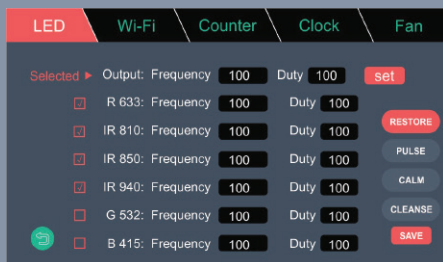 LED Wi-Fi Counter Clock Fan
Selected ▸ Output: Frequency 100 Duty 100 set
☑ R 633: Frequency 100 Duty 100
☑ IR 810: Frequency 100 Duty 100
☑ IR 850: Frequency 100 Duty 100
☑ IR 940: Frequency 100 Duty 100
☐ G 532: Frequency 100 Duty 100
☐ B 415: Frequency 100 Duty 100
RESTORE
PULSE
CALM
CLEANSE
SAVE